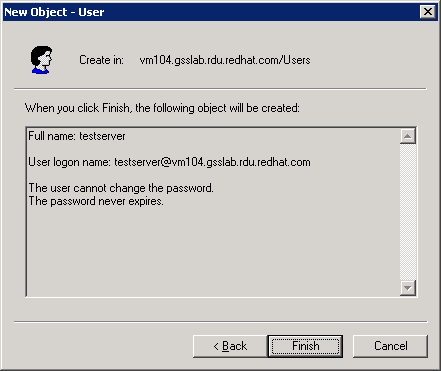 New Object - User
Create in: vm104.gsslab.rdu.redhat.com/Users
When you click Finish, the following object will be created:
Full name: testserver
User logon name: testserver@vm104.gsslab.rdu.redhat.com
The user cannot change the password.
The password never expires.
< Back
Finish
Cancel